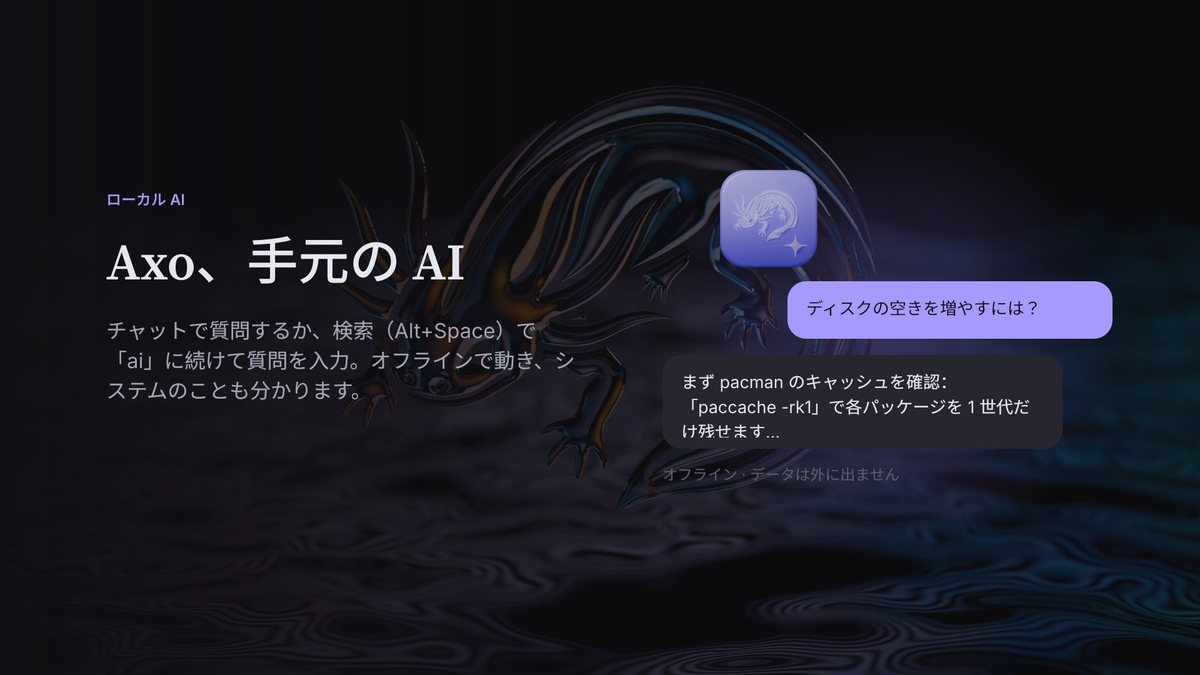 ローカル AI
Axo、手元の AI
チャットで質問するか、検索（Alt+Space）で
「ai」に続けて質問を入力。オフラインで動き、シ
ステムのことも分かります。
ディスクの空きを増やすには？
まず pacman のキャッシュを確認：
「paccache -rk1」で各パッケージを 1 世代だ
け残せます…
オフライン · データは外に出ません